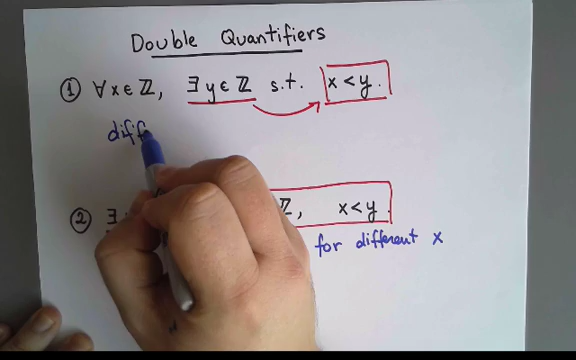 Double Quantifiers
① ∀ x ∈ ℤ, ∃ y ∈ ℤ s.t. x < y.
diff
② ∃ ℤ, x < y.
for different x